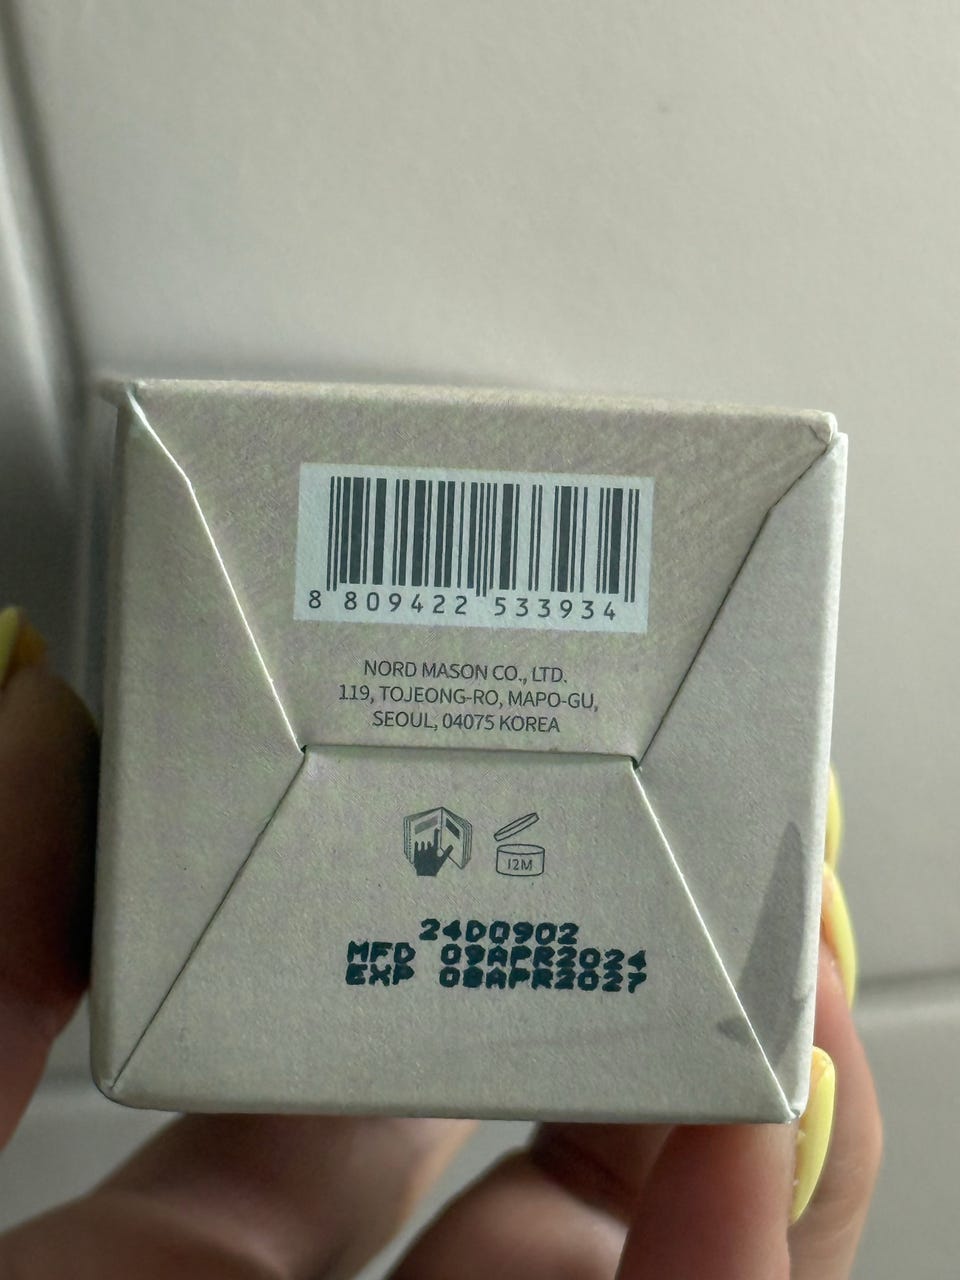 8 809422 533934
NORD MASON CO., LTD.
119, TOJEONG-RO, MAPO-GU,
SEOUL, 04075 KOREA
12M
24D0902
MFD 09APR2024
EXP 08APR2027